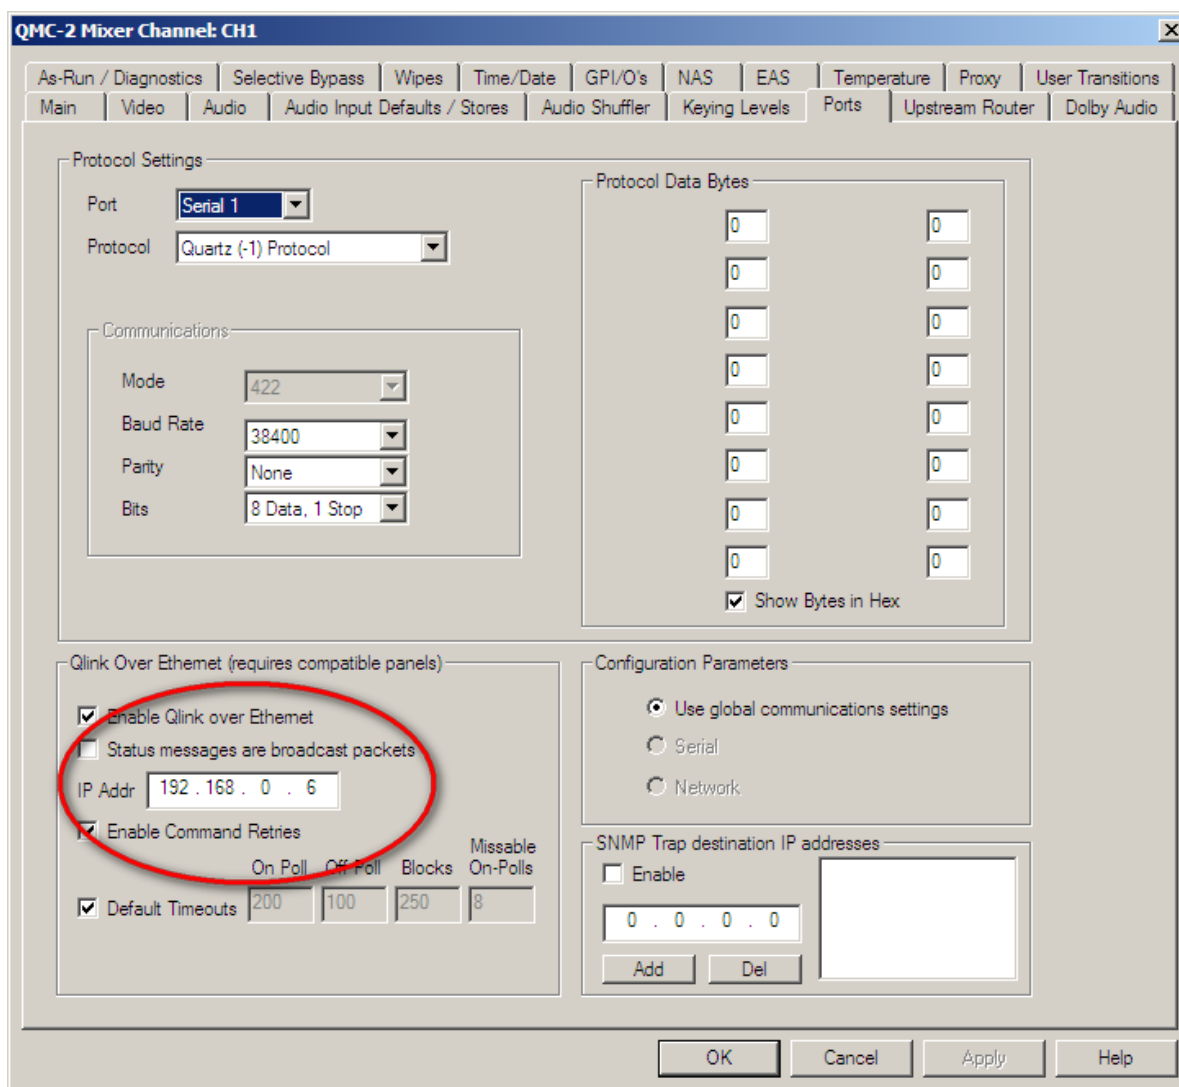 QMC-2 Mixer Channel: CH1
As-Run / Diagnostics Selective Bypass Wipes Time/Date GPI/O's NAS EAS Temperature Proxy User Transitions
Main Video Audio Audio Input Defaults / Stores Audio Shuffler Keying Levels Ports Upstream Router Dolby Audio
Protocol Settings
Port Serial 1
Protocol Quartz (-1) Protocol
Communications
Mode 422
Baud Rate 38400
Parity None
Bits 8 Data, 1 Stop
Protocol Data Bytes
0 0
0 0
0 0
0 0
0 0
0 0
0 0
0 0
Show Bytes in Hex
Qlink Over Ethernet (requires compatible panels)
Enable Qlink over Ethernet
Status messages are broadcast packets
IP Addr 192 . 168 . 0 . 6
Enable Command Retries
On Poll Off-Poll Blocks Missable On-Polls
Default Timeouts 200 100 250 8
Configuration Parameters
Use global communications settings
Serial
Network
SNMP Trap destination IP addresses
Enable
0 . 0 . 0 . 0
Add Del
OK Cancel Apply Help